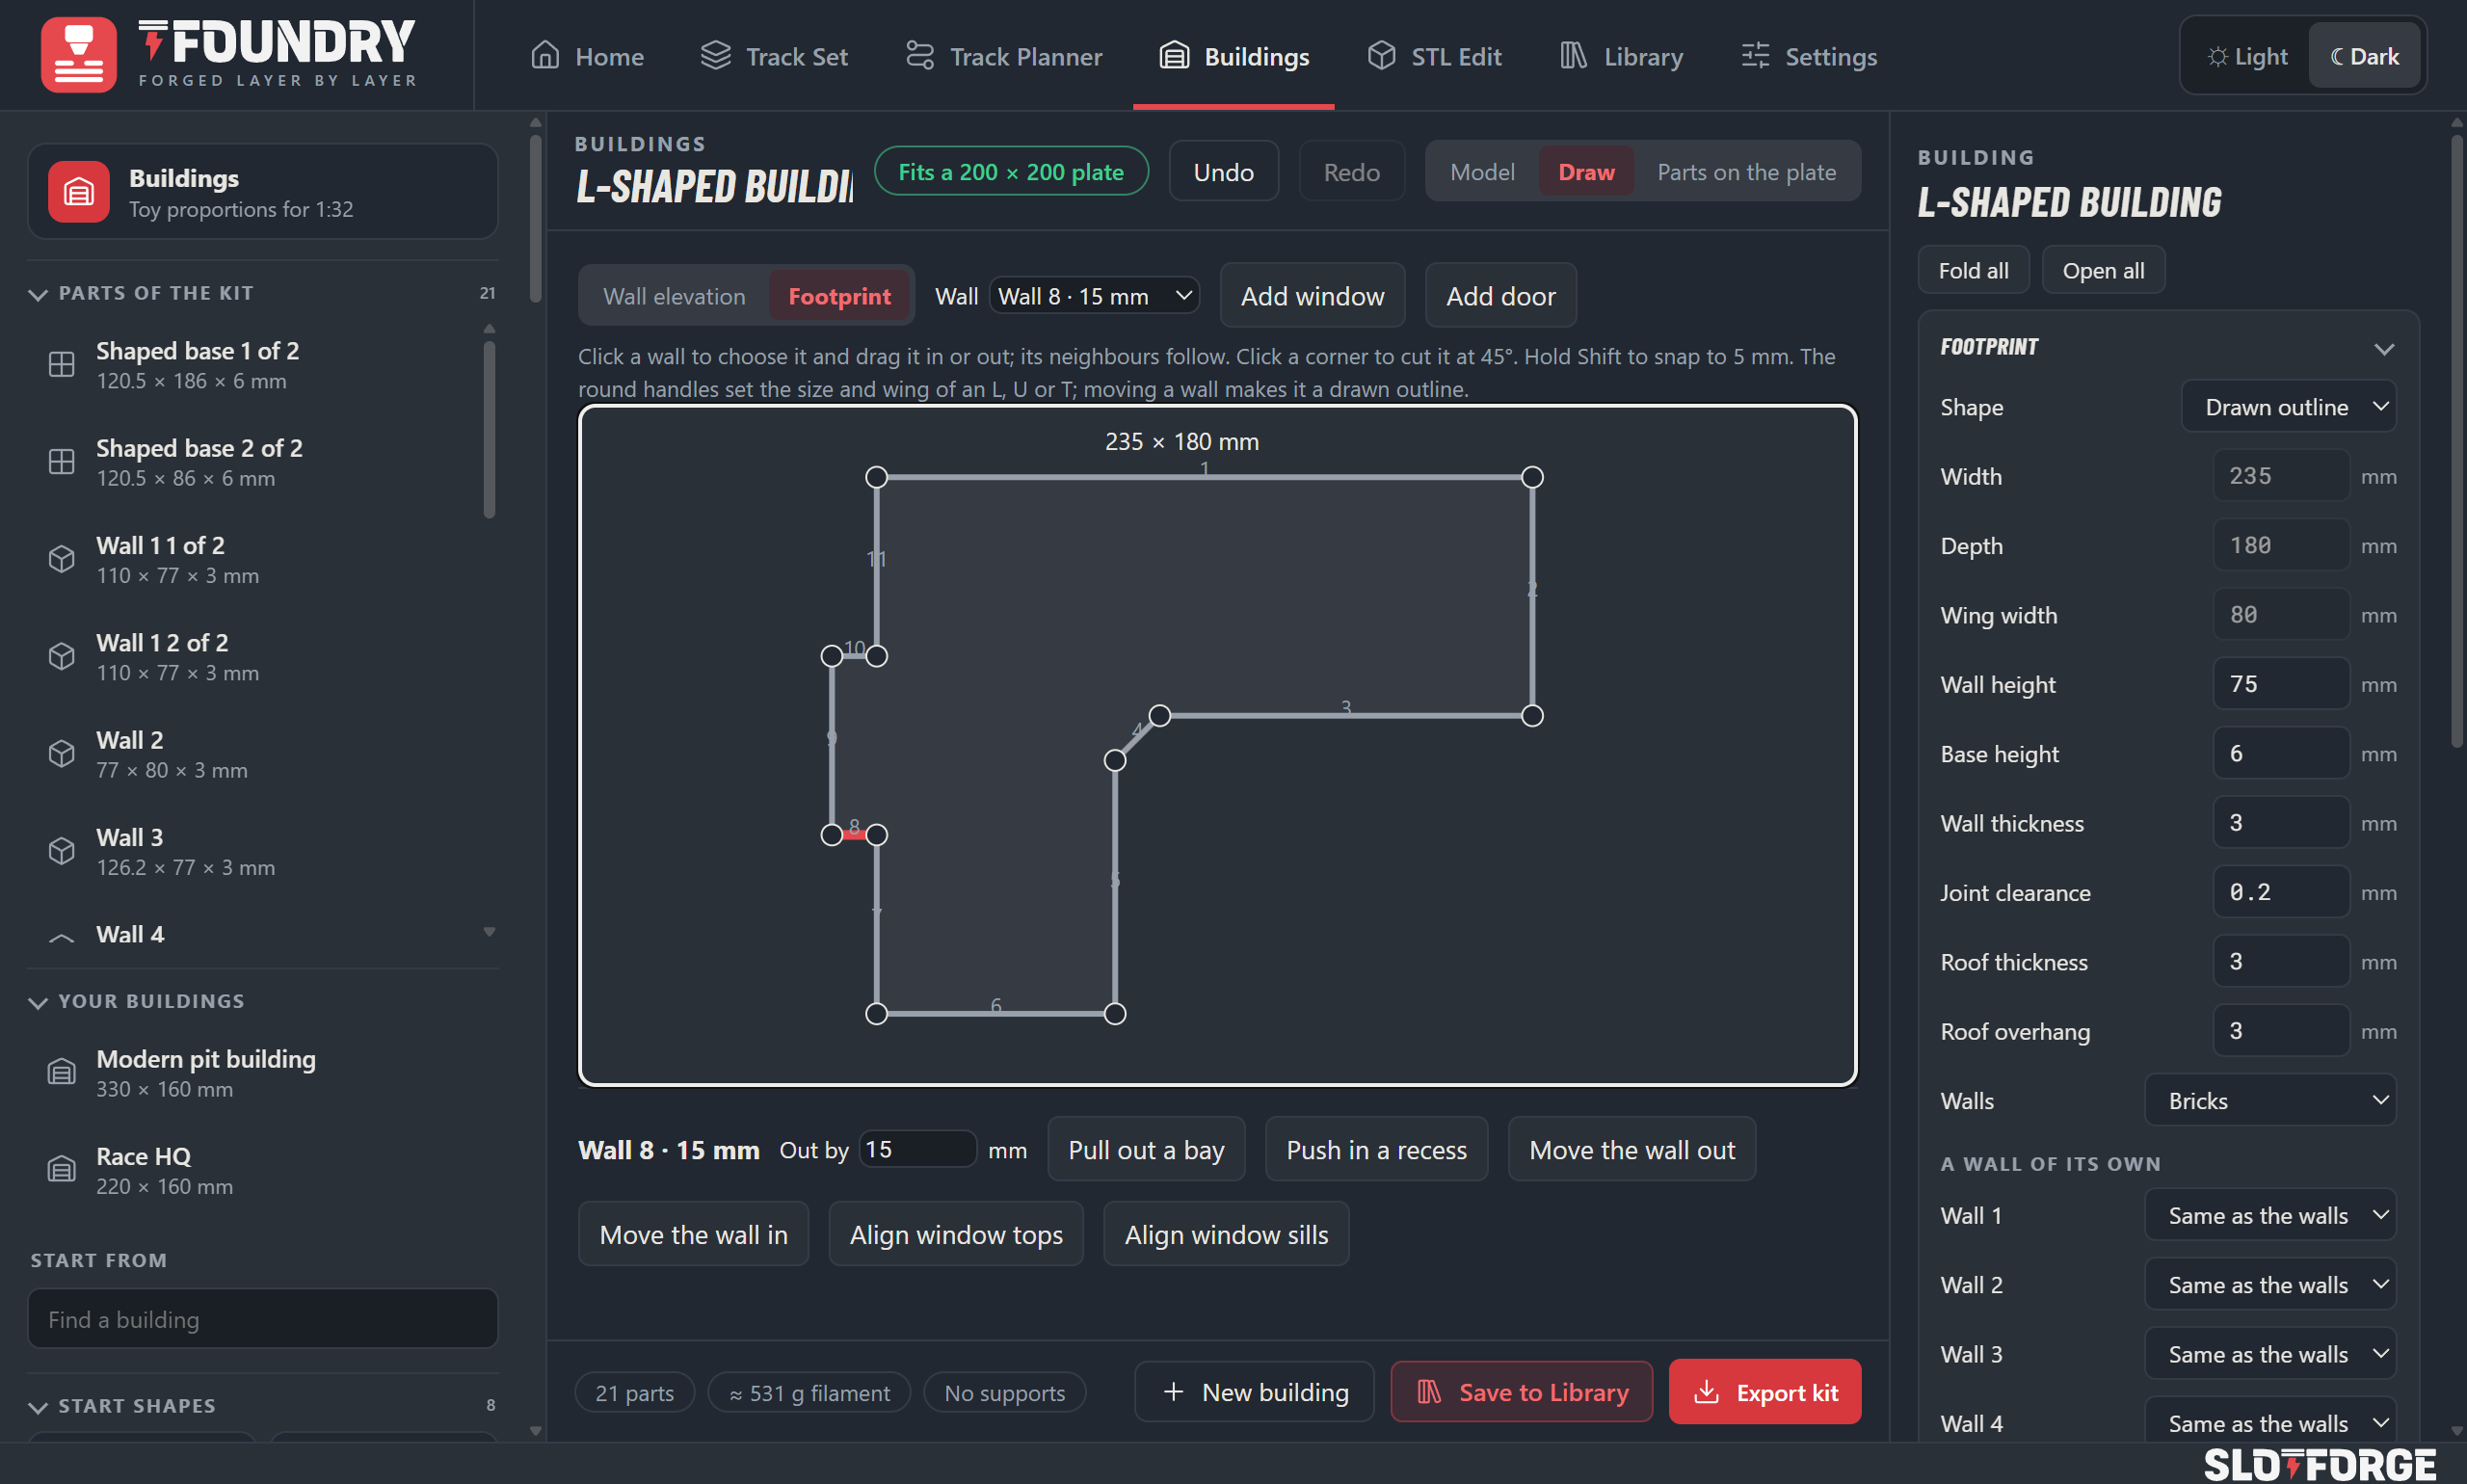 FOUNDRY
FORGED LAYER BY LAYER
Home
Track Set
Track Planner
Buildings
STL Edit
Library
Settings
Light
Dark
Buildings
Toy proportions for 1:32
PARTS OF THE KIT 21
Shaped base 1 of 2
120.5 × 186 × 6 mm
Shaped base 2 of 2
120.5 × 86 × 6 mm
Wall 1 1 of 2
110 × 77 × 3 mm
Wall 1 2 of 2
110 × 77 × 3 mm
Wall 2
77 × 80 × 3 mm
Wall 3
126.2 × 77 × 3 mm
Wall 4
YOUR BUILDINGS
Modern pit building
330 × 160 mm
Race HQ
220 × 160 mm
START FROM
Find a building
START SHAPES 8
BUILDINGS
L-SHAPED BUILDI
Fits a 200 × 200 plate
Undo
Redo
Model
Draw
Parts on the plate
Wall elevation
Footprint
Wall
Wall 8 · 15 mm
Add window
Add door
Click a wall to choose it and drag it in or out; its neighbours follow. Click a corner to cut it at 45°. Hold Shift to snap to 5 mm. The
round handles set the size and wing of an L, U or T; moving a wall makes it a drawn outline.
235 × 180 mm
1
11
2
10
3
4
9
8
5
7
6
Wall 8 · 15 mm
Out by 15 mm
Pull out a bay
Push in a recess
Move the wall out
Move the wall in
Align window tops
Align window sills
21 parts
≈ 531 g filament
No supports
New building
Save to Library
Export kit
BUILDING
L-SHAPED BUILDING
Fold all
Open all
FOOTPRINT
Shape Drawn outline
Width 235 mm
Depth 180 mm
Wing width 80 mm
Wall height 75 mm
Base height 6 mm
Wall thickness 3 mm
Joint clearance 0.2 mm
Roof thickness 3 mm
Roof overhang 3 mm
Walls Bricks
A WALL OF ITS OWN
Wall 1 Same as the walls
Wall 2 Same as the walls
Wall 3 Same as the walls
Wall 4 Same as the walls
SLOTFORGE